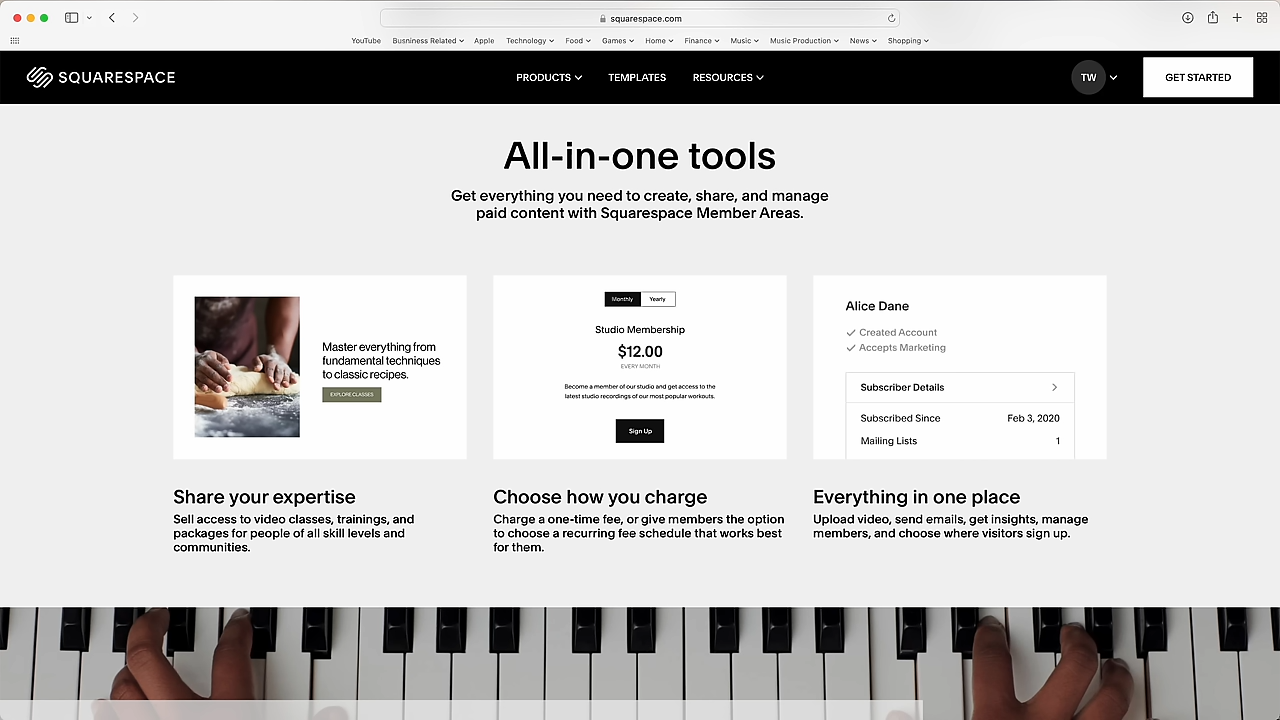 squarespace.com
YouTube Busniness Related Apple Technology Food Games Home Finance Music Music Production News Shopping
SQUARESPACE PRODUCTS TEMPLATES RESOURCES TW GET STARTED
All-in-one tools
Get everything you need to create, share, and manage
paid content with Squarespace Member Areas.
Master everything from
fundamental techniques
to classic recipes.
EXPLORE CLASSES
Monthly Yearly
Studio Membership
$12.00
EVERY MONTH
Become a member of our studio and get access to the
latest studio recordings of our most popular workouts.
Sign Up
Alice Dane
Created Account
Accepts Marketing
Subscriber Details
Subscribed Since Feb 3, 2020
Mailing Lists 1
Share your expertise
Sell access to video classes, trainings, and
packages for people of all skill levels and
communities.
Choose how you charge
Charge a one-time fee, or give members the option
to choose a recurring fee schedule that works best
for them.
Everything in one place
Upload video, send emails, get insights, manage
members, and choose where visitors sign up.